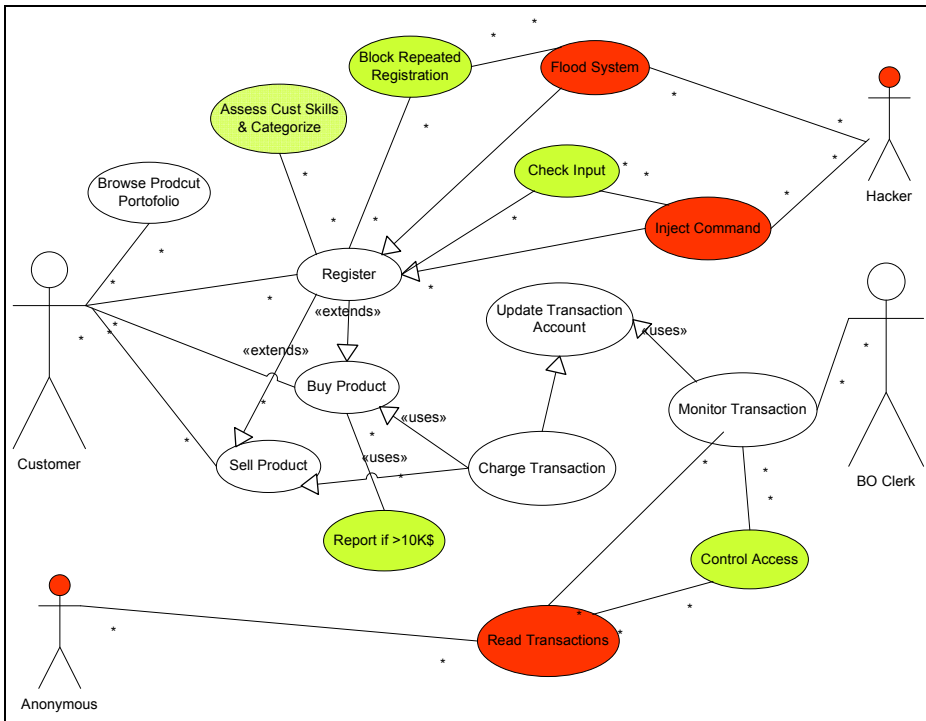 Block Repeated
Registration
Flood System
Assess Cust Skills
& Categorize
Check Input
Hacker
Browse Prodcut
Portofolio
Inject Command
Register
«extends»
Update Transaction
Account
«uses»
«extends»
Buy Product
«uses»
Monitor Transaction
Customer
Sell Product
«uses»
Charge Transaction
BO Clerk
Report if >10K$
Control Access
Read Transactions
Anonymous